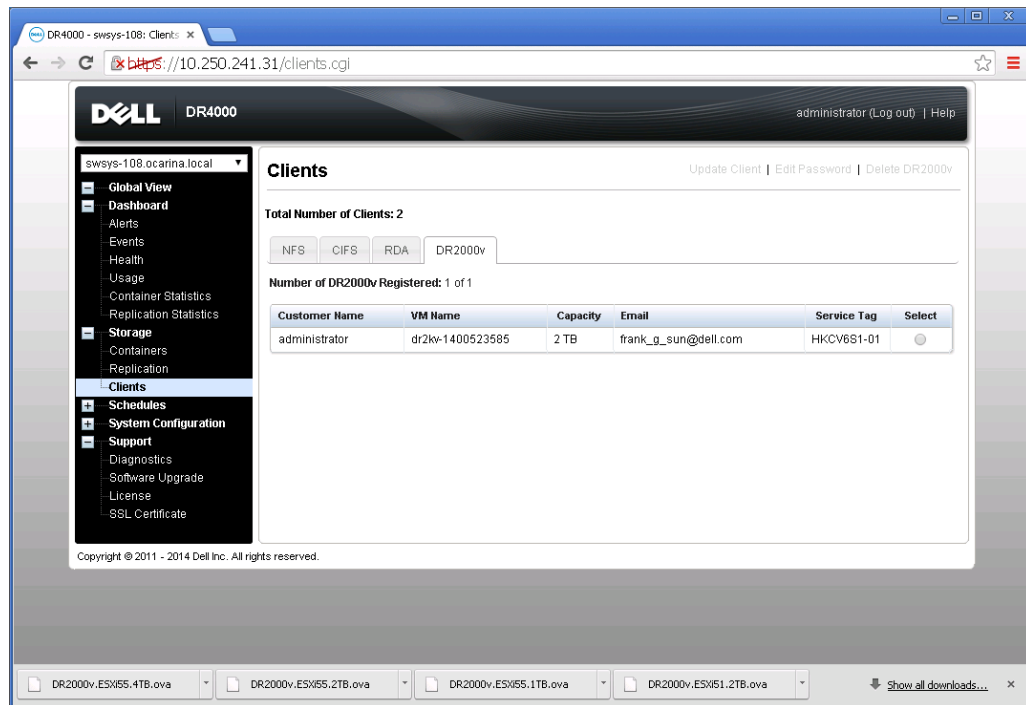 DR4000 - swsys-108: Clients ×
https://10.250.241.31/clients.cgi
DELL DR4000
administrator (Log out) | Help
swsys-108.ocarina.local
Global View
Dashboard
Alerts
Events
Health
Usage
Container Statistics
Replication Statistics
Storage
Containers
Replication
Clients
Schedules
System Configuration
Support
Diagnostics
Software Upgrade
License
SSL Certificate
Clients
Update Client | Edit Password | Delete DR2000v
Total Number of Clients: 2
NFS CIFS RDA DR2000v
Number of DR2000v Registered: 1 of 1
Customer Name VM Name Capacity Email Service Tag Select
administrator dr2kv-1400523585 2 TB frank_g_sun@dell.com HKCV6S1-01
Copyright © 2011 - 2014 Dell Inc. All rights reserved.
DR2000v.ESXi55.4TB.ova DR2000v.ESXi55.2TB.ova DR2000v.ESXi55.1TB.ova DR2000v.ESXi51.2TB.ova Show all downloads... ×